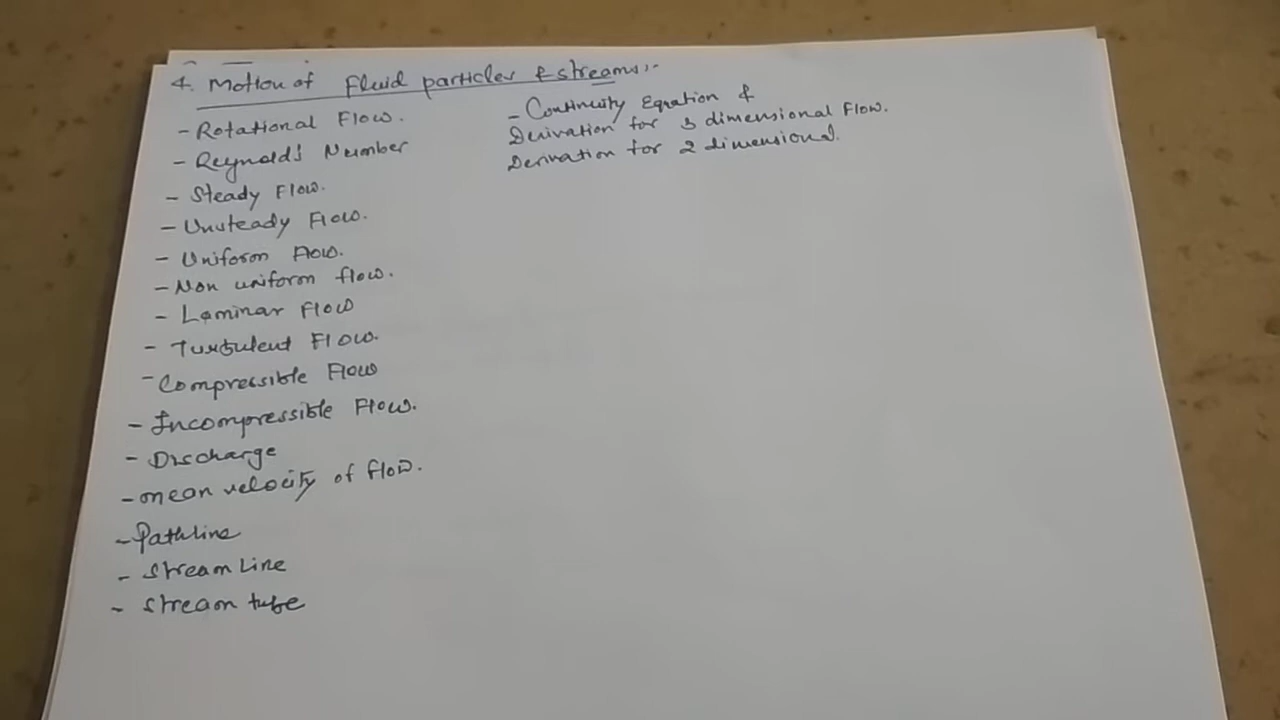 4. Motion of Fluid particles & streams:-
- Rotational Flow.
- Reynold's Number
- Steady Flow.
- Unsteady Flow.
- Uniform Flow.
- Non uniform flow.
- Laminar Flow
- Turbulent Flow.
- Compressible Flow
- Incompressible Flow.
- Discharge
- mean velocity of flow.
- Pathline
- Stream Line
- Stream tube
- Continuity Equation &
Derivation for 3 dimensional Flow.
Derivation for 2 dimensional.